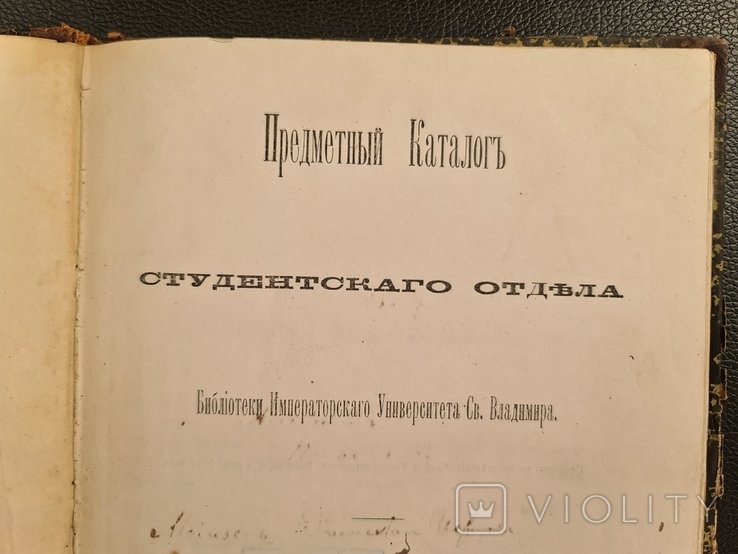 Предметный Каталогъ
СТУДЕНТСКАГО ОТДѢЛА
Библіотеки Императорскаго Университета Св. Владимира.
VIOLITY